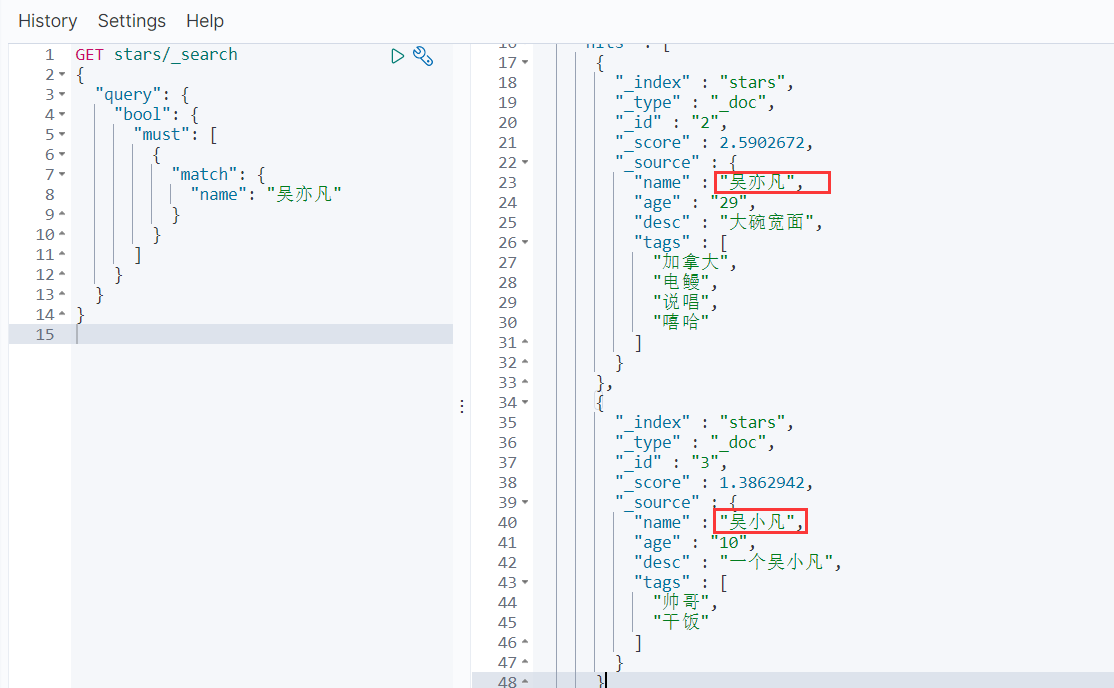 History Settings Help
1 GET stars/_search
2 {
3 "query": {
4 "bool": {
5 "must": [
6 {
7 "match": {
8 "name": "吴亦凡"
9 }
10 }
11 ]
12 }
13 }
14 }
15
16 "hits" : [
17 {
18 "_index" : "stars",
19 "_type" : "_doc",
20 "_id" : "2",
21 "_score" : 2.5902672,
22 "_source" : {
23 "name" : "吴亦凡",
24 "age" : "29",
25 "desc" : "大碗宽面",
26 "tags" : [
27 "加拿大",
28 "电鳗",
29 "说唱",
30 "嘻哈"
31 ]
32 }
33 },
34 {
35 "_index" : "stars",
36 "_type" : "_doc",
37 "_id" : "3",
38 "_score" : 1.3862942,
39 "_source" : {
40 "name" : "吴小凡",
41 "age" : "10",
42 "desc" : "一个吴小凡",
43 "tags" : [
44 "帅哥",
45 "干饭"
46 ]
47 }
48 }